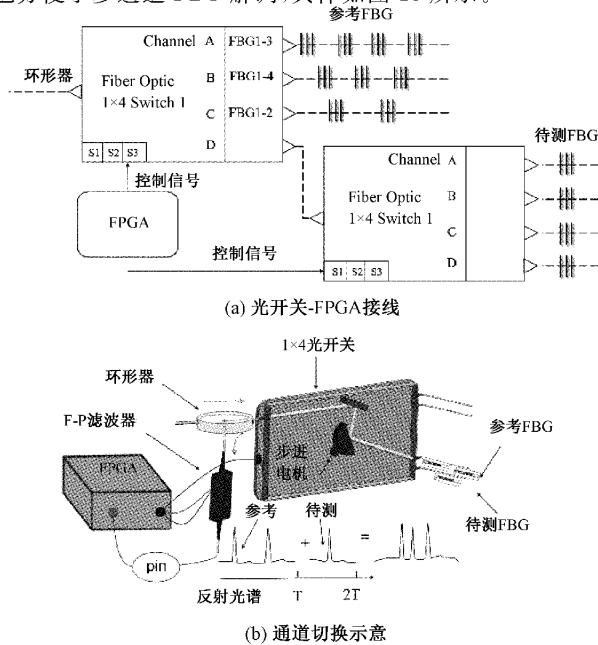 参考FBG
Channel A FBG1-3
环形器
Fiber Optic
1×4 Switch 1
B FBG1-4
C FBG1-2
D
待测FBG
S1 S2 S3
控制信号
FPGA
Channel A
Fiber Optic
1×4 Switch 1
B
C
D
控制信号
S1 S2 S3
(a) 光开关-FPGA接线
1×4光开关
环形器
F-P滤波器
参考FBG
FPGA
步进
电机
参考
待测
待测FBG
+
=
pin
反射光谱 T 2T
(b) 通道切换示意